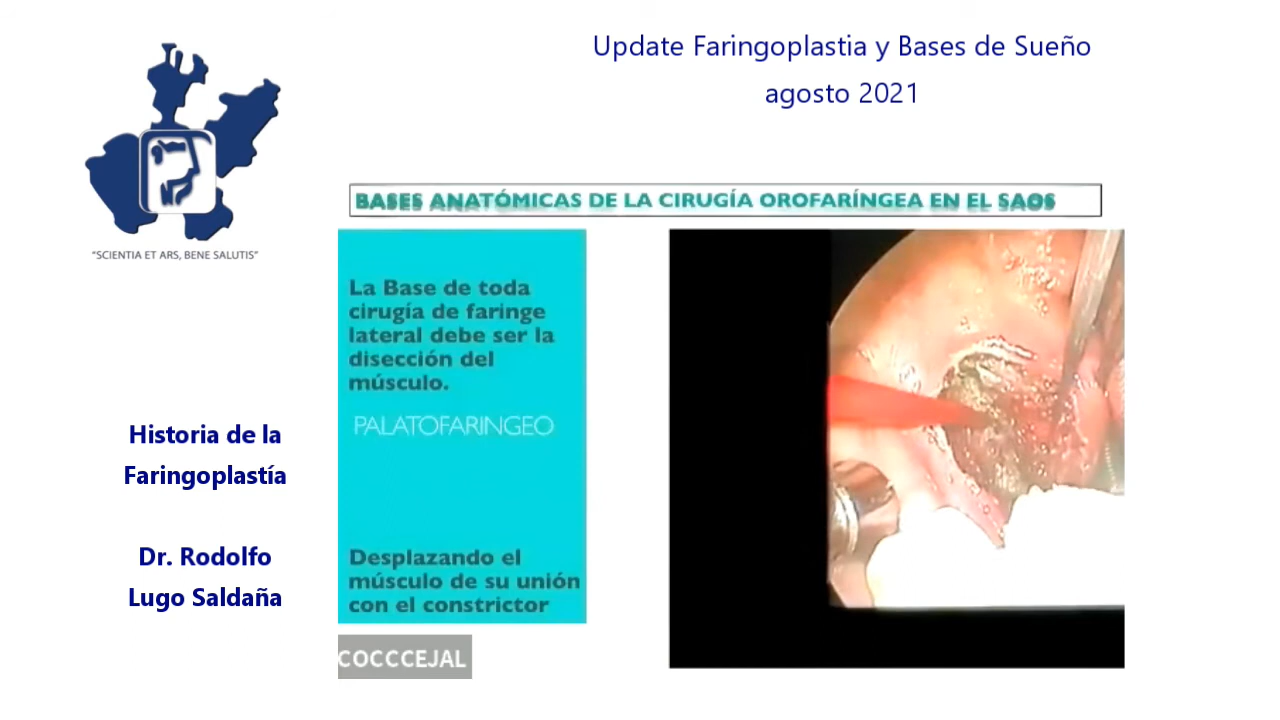 Update Faringoplastia y Bases de Sueño
agosto 2021
"SCIENTIA ET ARS, BENE SALUTIS"
BASES ANATÓMICAS DE LA CIRUGÍA OROFARÍNGEA EN EL SAOS
La Base de toda
cirugía de faringe
lateral debe ser la
disección del
músculo.
PALATOFARINGEO
Desplazando el
músculo de su unión
con el constrictor
Historia de la
Faringoplastía
Dr. Rodolfo
Lugo Saldaña
COCCCEJAL